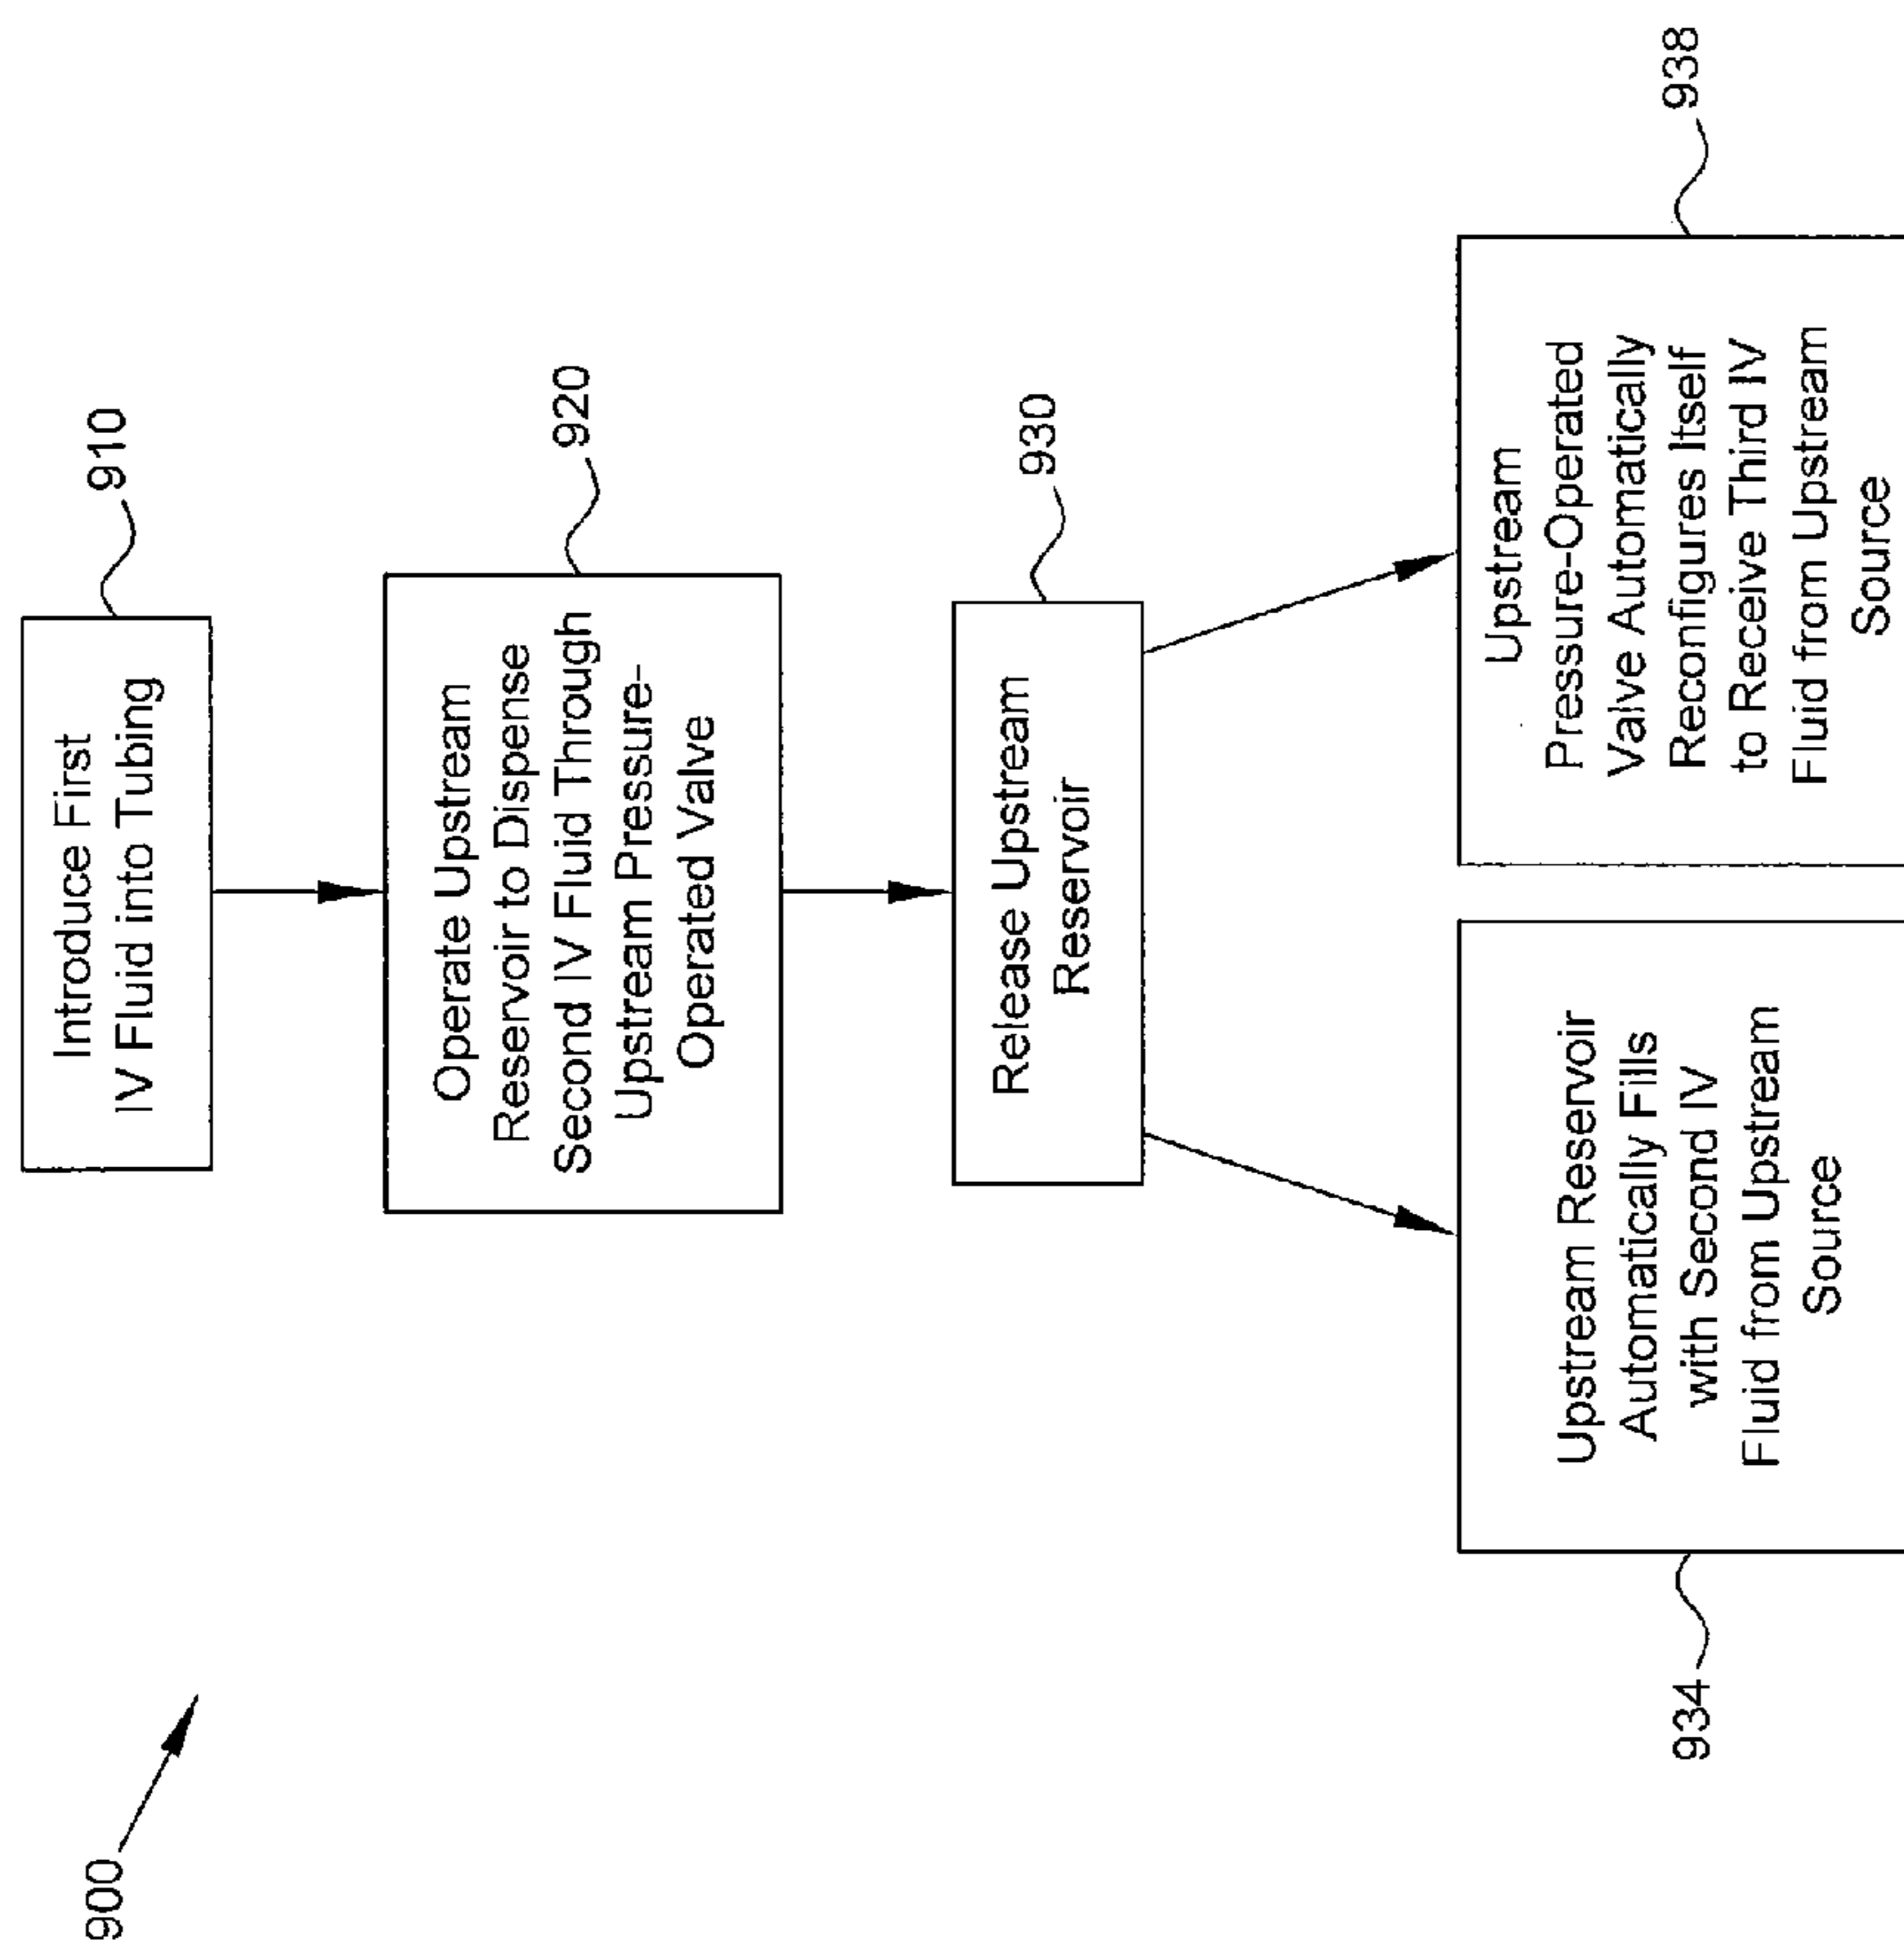 900
Introduce First
IV Fluid into Tubing
910
Operate Upstream
Reservoir to Dispense
Second IV Fluid Through
Upstream Pressure-
Operated Valve
920
Release Upstream
Reservoir
930
Upstream Reservoir
Automatically Fills
with Second IV
Fluid from Upstream
Source
934
Upstream
Pressure-Operated
Valve Automatically
Reconfigures Itself
to Receive Third IV
Fluid from Upstream
Source
938